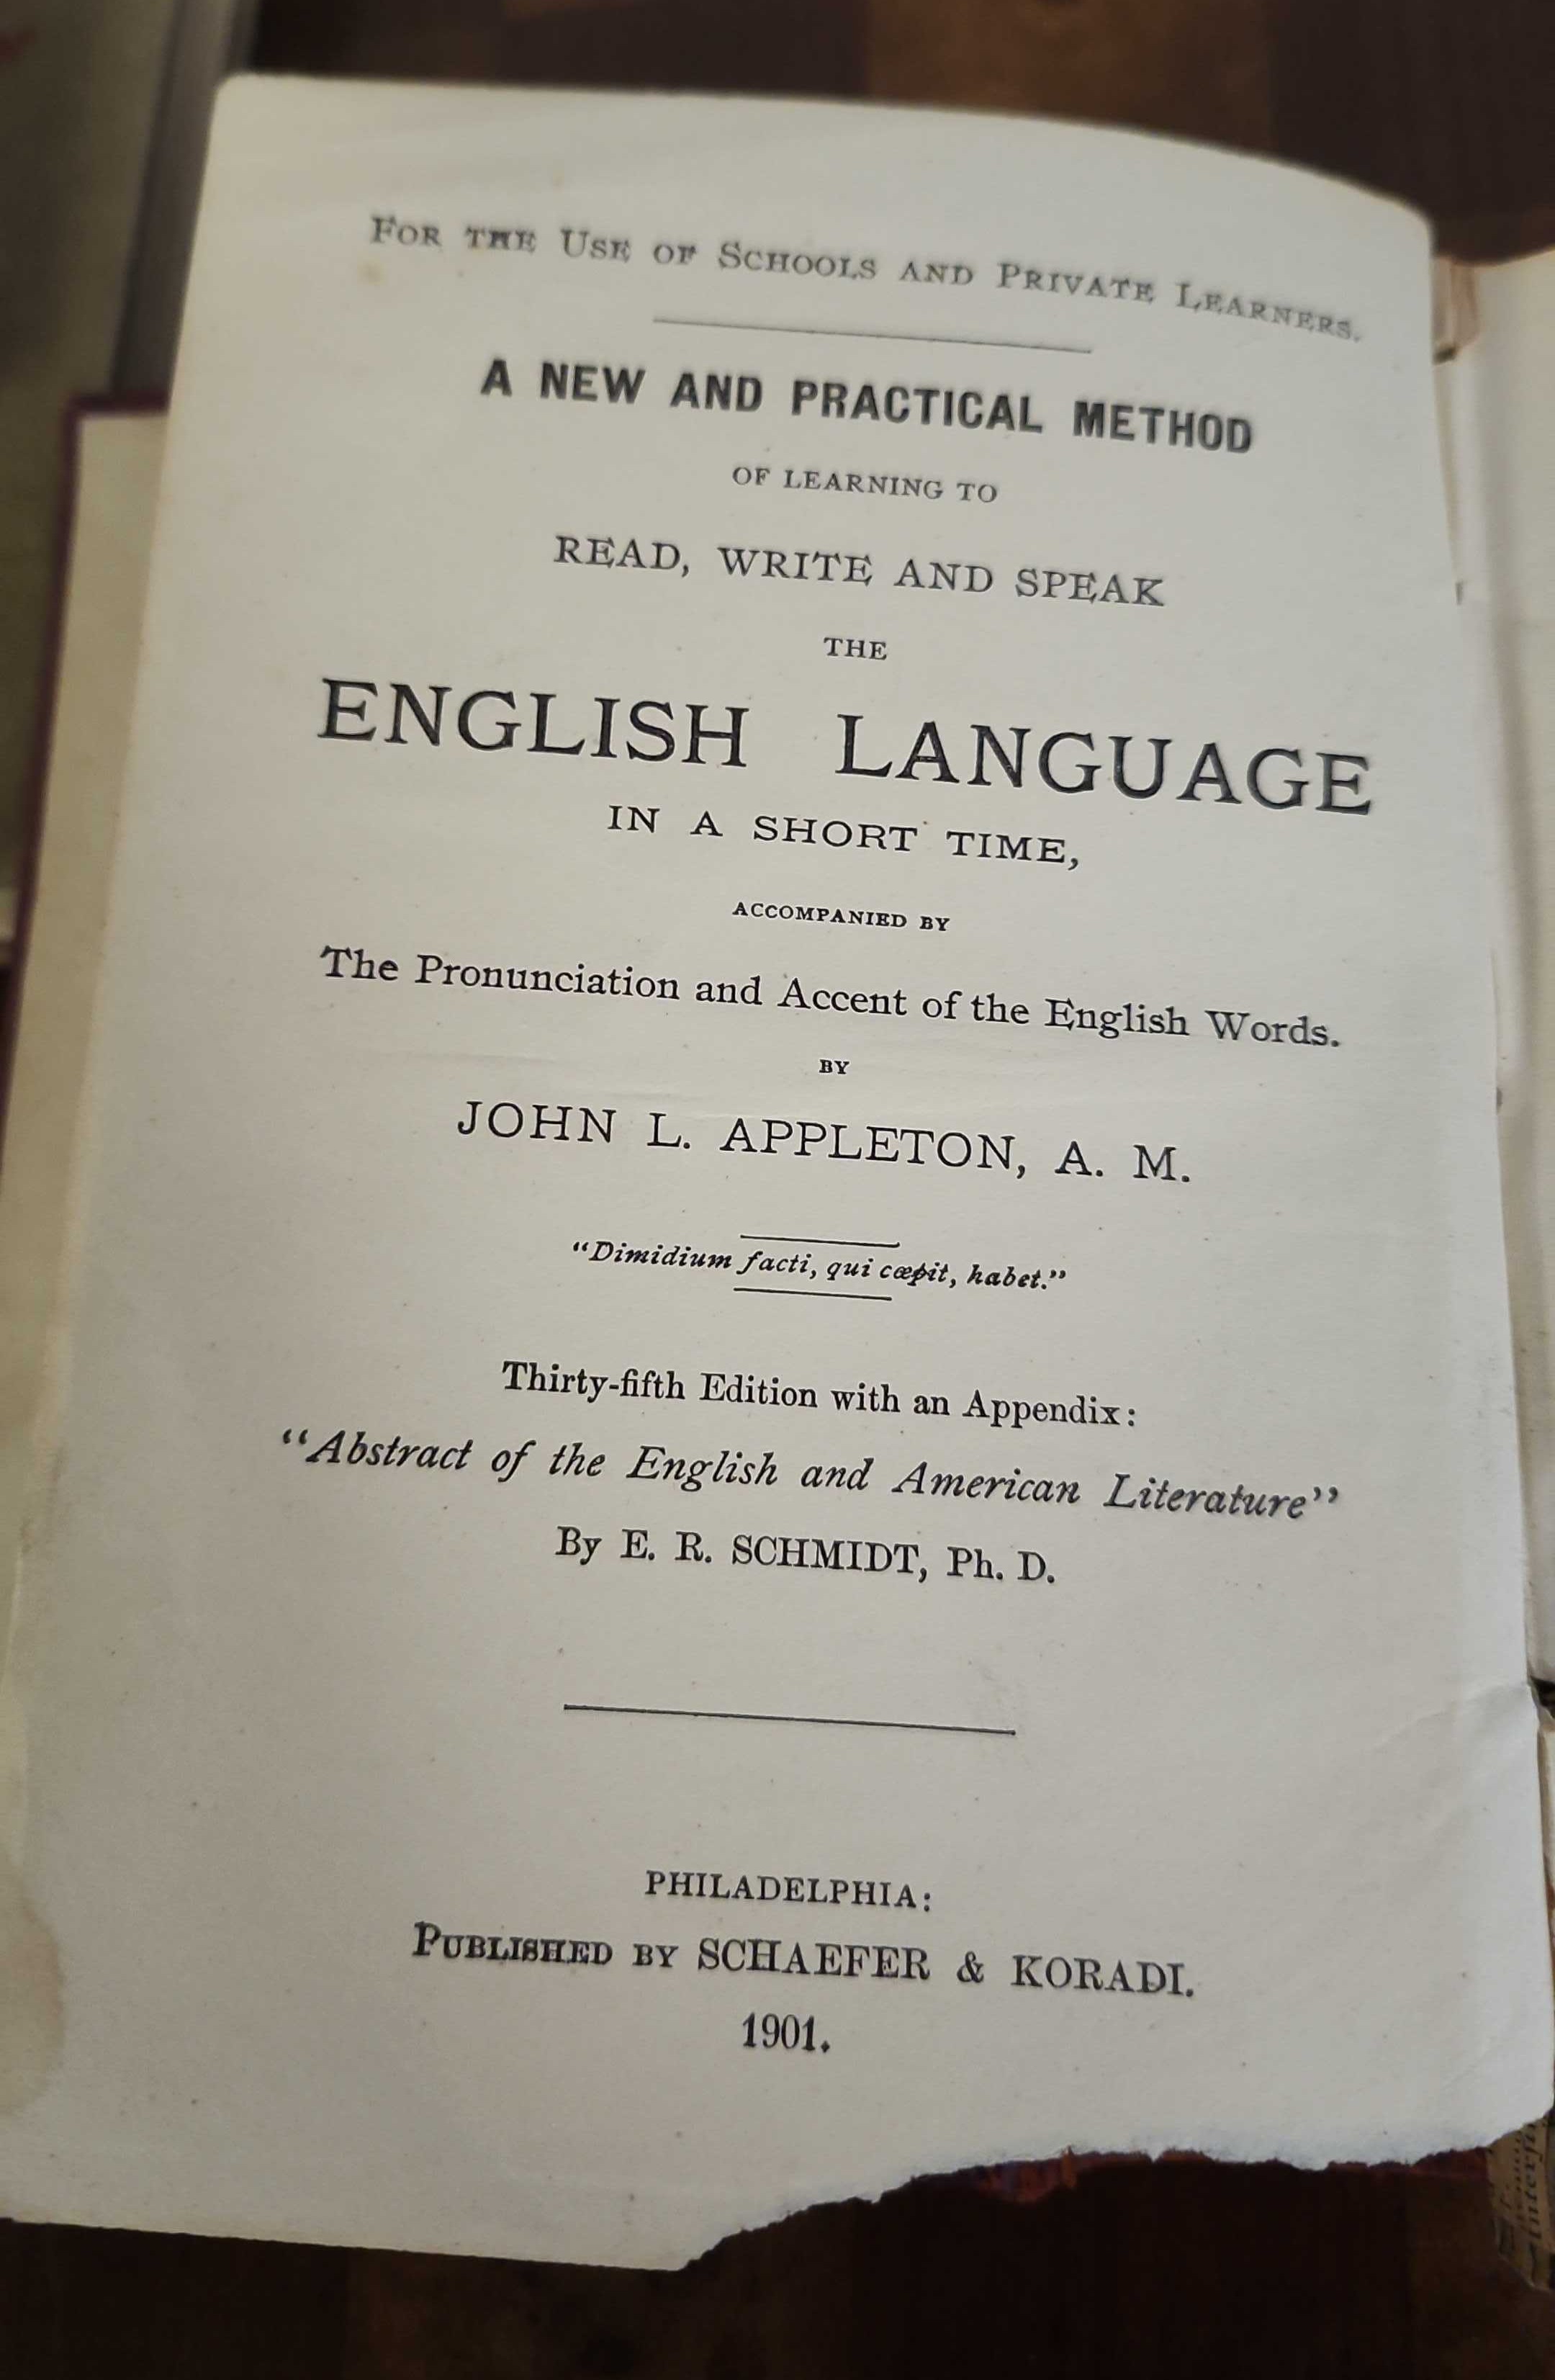 FOR THE USE OF SCHOOLS AND PRIVATE LEARNERS.
A NEW AND PRACTICAL METHOD
OF LEARNING TO
READ, WRITE AND SPEAK
THE
ENGLISH LANGUAGE
IN A SHORT TIME,
ACCOMPANIED BY
The Pronunciation and Accent of the English Words.
BY
JOHN L. APPLETON, A. M.
“Dimidium facti, qui cœpit, habet.”
Thirty-fifth Edition with an Appendix:
“Abstract of the English and American Literature”
By E. R. SCHMIDT, Ph. D.
PHILADELPHIA:
PUBLISHED BY SCHAEFER & KORADI.
1901.